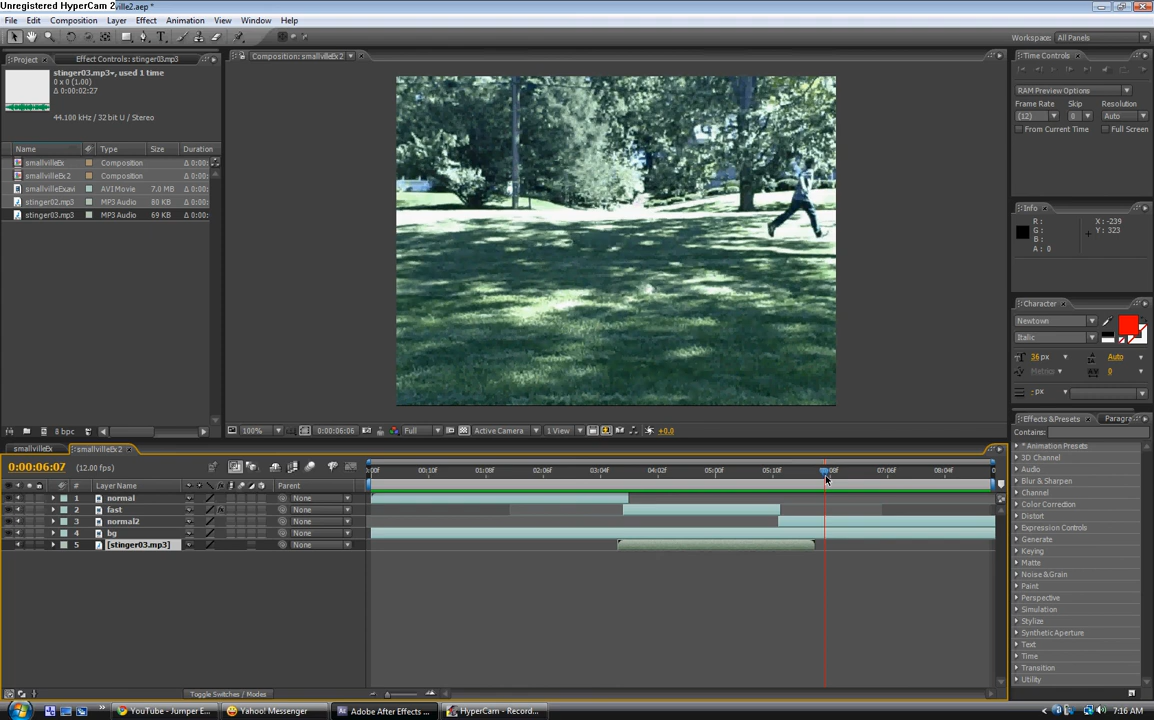 Unregistered HyperCam 2 ville2.aep *
File Edit Composition Layer Effect Animation View Window Help
Workspace: All Panels
Project Effect Controls: stinger03.mp3
stinger03.mp3, used 1 time
0 x 0 (1.00)
Δ 0:00:02:27
44.100 kHz / 32 bit U / Stereo
Name Type Size Duration
smallvilleEx Composition Δ 0:00:
smallvilleEx2 Composition Δ 0:00:
AVI Movie 7.0 MB Δ 0:00:
stinger02.mp3 MP3 Audio 80 KB Δ 0:00:
stinger03.mp3 MP3 Audio 69 KB Δ 0:00:
8 bpc
Composition: smallvilleEx2
100% 0:00:06:06 Full Active Camera 1 View +0.0
Time Controls
RAM Preview Options
Frame Rate Skip Resolution
(12) 0 Auto
From Current Time Full Screen
Info
R : X : -239
G : Y : 323
B :
A : 0
Character
Newtown
Italic
36 px Auto
Metrics 0
- px
Effects & Presets Paragra
Contains:
* Animation Presets
3D Channel
Audio
Blur & Sharpen
Channel
Color Correction
Distort
Expression Controls
Generate
Keying
Matte
Noise & Grain
Paint
Perspective
Simulation
Stylize
Synthetic Aperture
Text
Time
Transition
Utility
smallvilleEx smallvilleEx2
0:00:06:07 (12.00 fps)
:00F 00:10F 01:08F 02:06F 03:04F 04:02F 05:00F 05:10F 06:08F 07:06F 08:04F 0
# Layer Name Parent
1 normal None
2 fast None
3 normal2 None
4 bg None
5 [stinger03.mp3] None
Toggle Switches / Modes
YouTube - Jumper E... Yahoo! Messenger Adobe After Effects ... HyperCam - Record... 7:16 AM